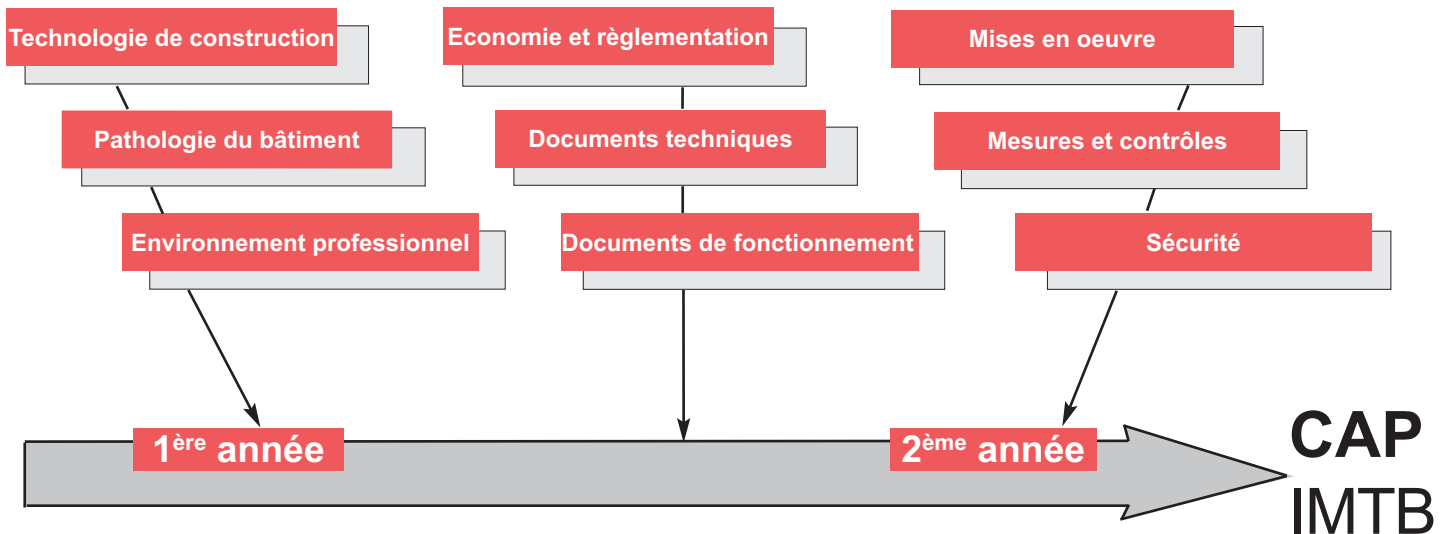 Technologie de construction
Pathologie du bâtiment
Environnement professionnel
Economie et règlementation
Documents techniques
Documents de fonctionnement
Mises en oeuvre
Mesures et contrôles
Sécurité
1ère année
2ème année
CAP
IMTB